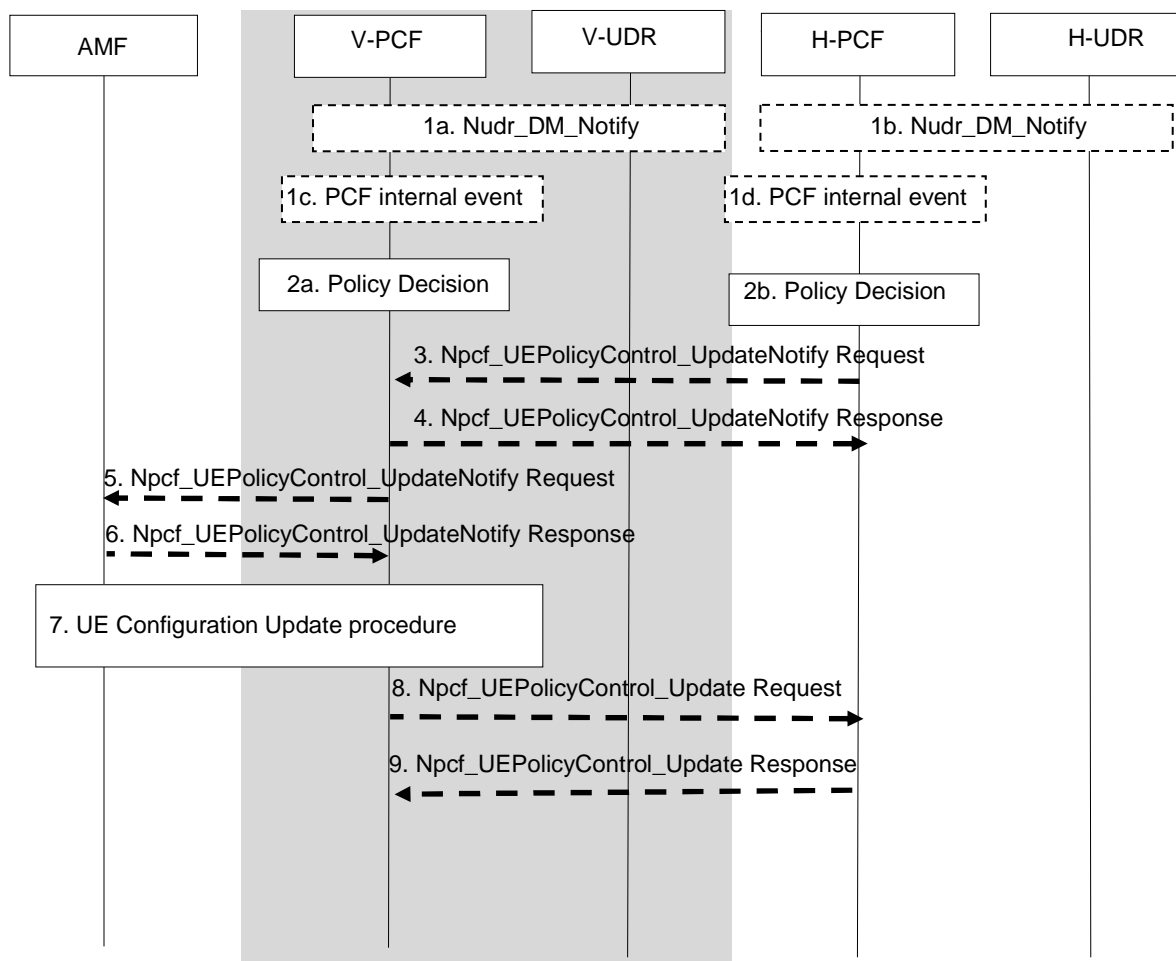 AMF
V-PCF
V-UDR
H-PCF
H-UDR
1a. Nudr_DM_Notify
1b. Nudr_DM_Notify
1c. PCF internal event
1d. PCF internal event
2a. Policy Decision
2b. Policy Decision
3. Npcf_UEPolicyControl_UpdateNotify Request
4. Npcf_UEPolicyControl_UpdateNotify Response
5. Npcf_UEPolicyControl_UpdateNotify Request
6. Npcf_UEPolicyControl_UpdateNotify Response
7. UE Configuration Update procedure
8. Npcf_UEPolicyControl_Update Request
9. Npcf_UEPolicyControl_Update Response